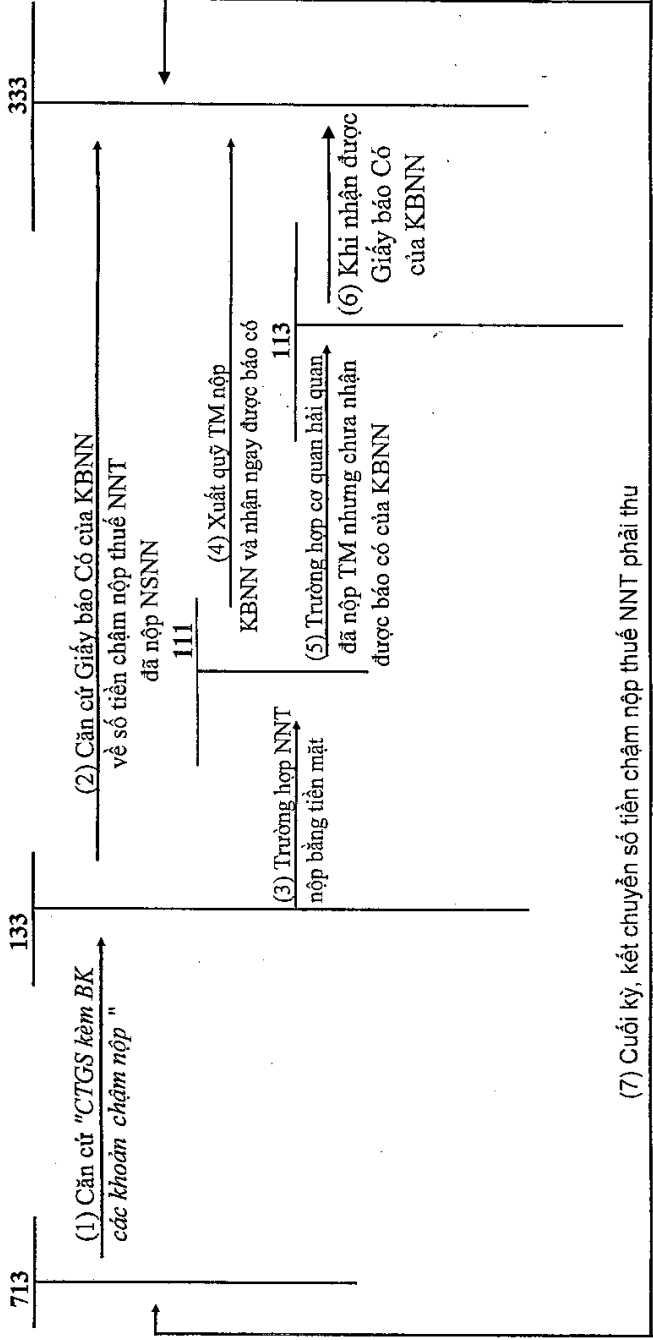 713
133
333
(1) Căn cứ "CTGS kèm BK
các khoản chậm nộp "
(2) Căn cứ Giấy báo Có của KBNN
về số tiền chậm nộp thuế NNT
đã nộp NSNN
111
(3) Trường hợp NNT
nộp bằng tiền mặt
(4) Xuất quỹ TM nộp
KBNN và nhận ngay được báo có
113
(5) Trường hợp cơ quan hải quan
đã nộp TM nhưng chưa nhận
được báo có của KBNN
(6) Khi nhận được
Giấy báo Có
của KBNN
(7) Cuối kỳ, kết chuyển số tiền chậm nộp thuế NNT phải thu